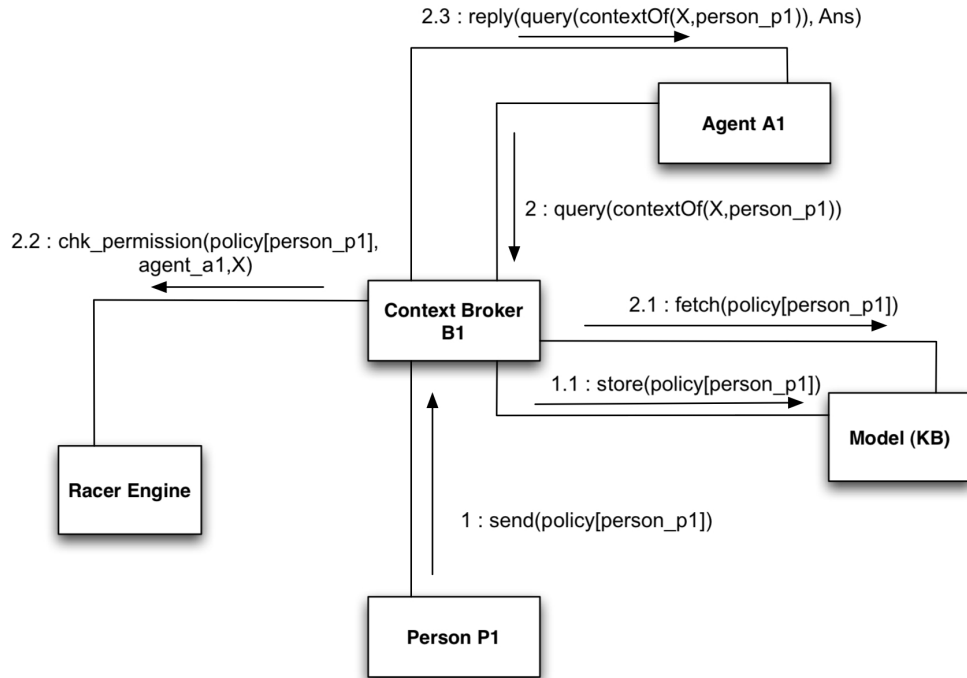 2.3 : reply(query(contextOf(X,person_p1)), Ans)
Agent A1
2 : query(contextOf(X,person_p1))
2.2 : chk_permission(policy[person_p1],
agent_a1,X)
Context Broker
B1
2.1 : fetch(policy[person_p1])
1.1 : store(policy[person_p1])
Model (KB)
Racer Engine
1 : send(policy[person_p1])
Person P1